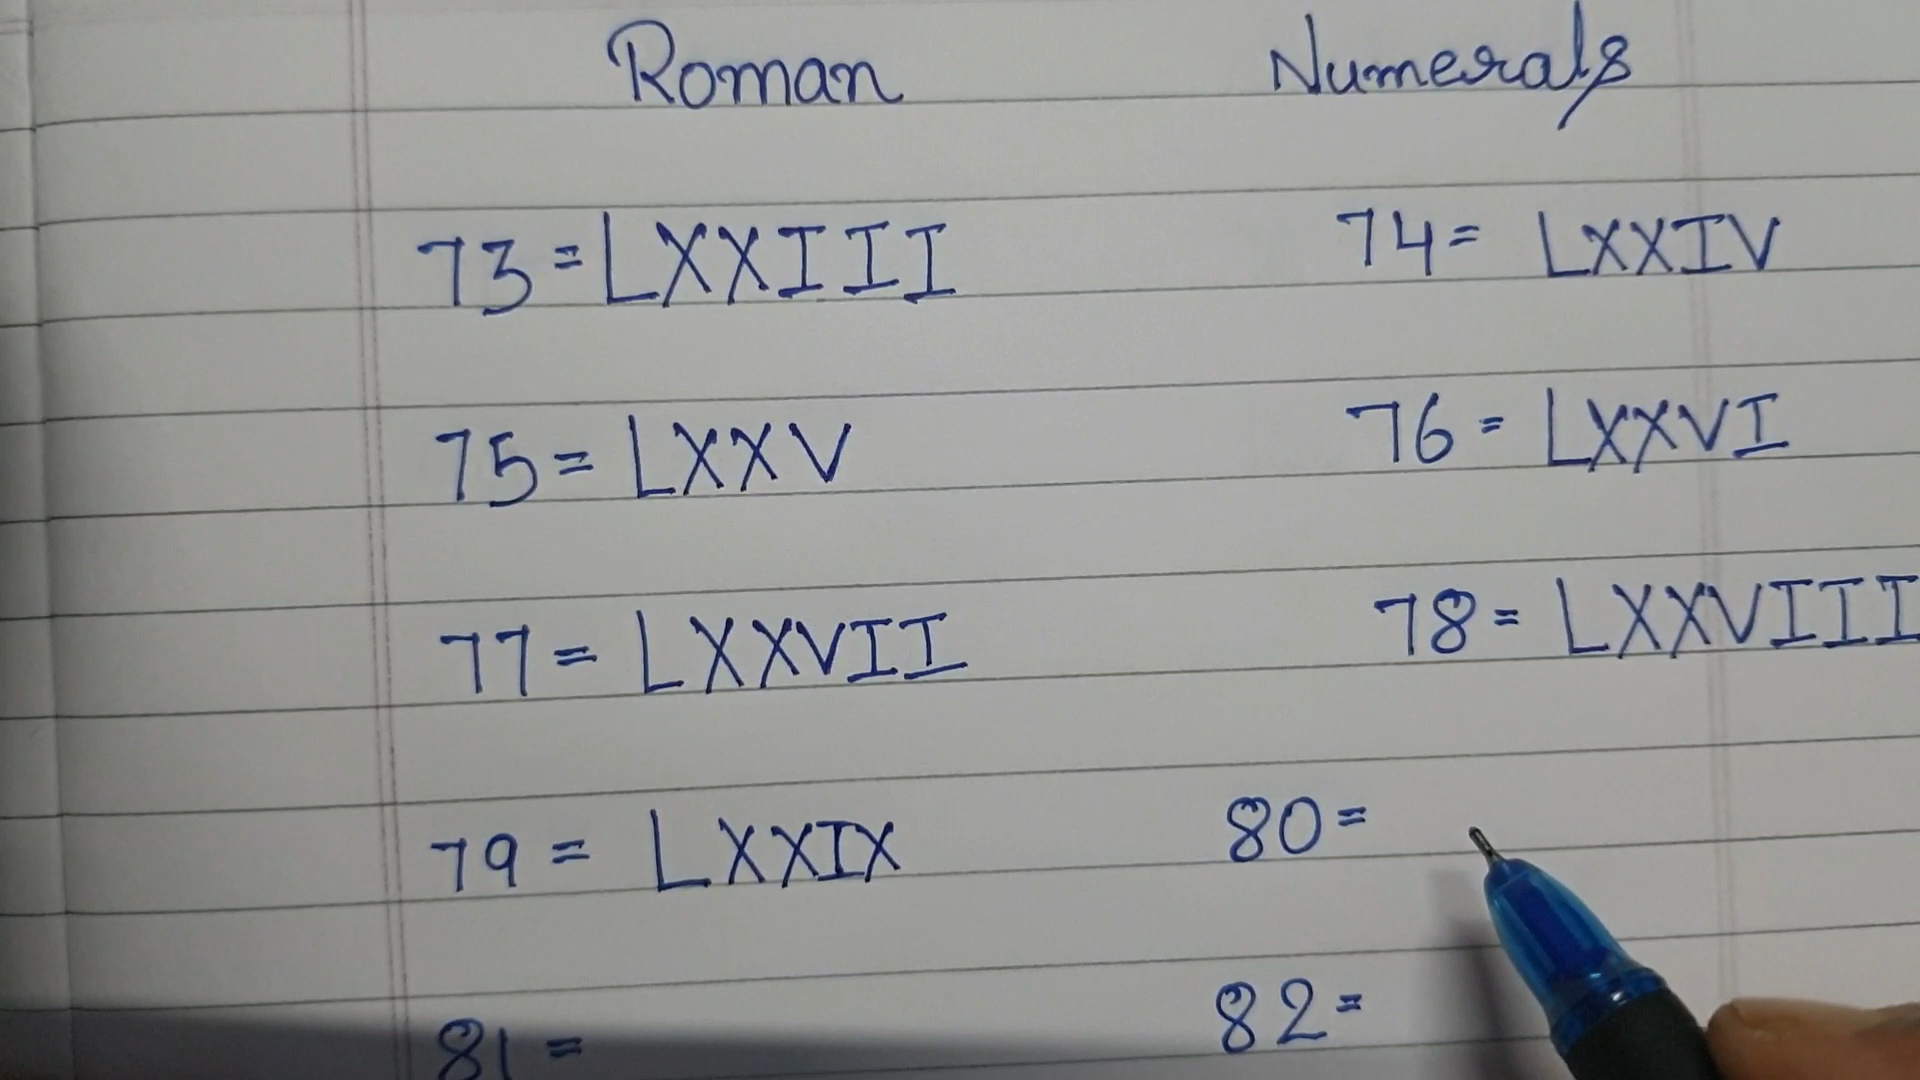 Roman Numerals
73 = LXXIII 74 = LXXIV
75 = LXXV 76 = LXXVI
77 = LXXVII 78 = LXXVIII
79 = LXXIX 80 =
81 = 82 =